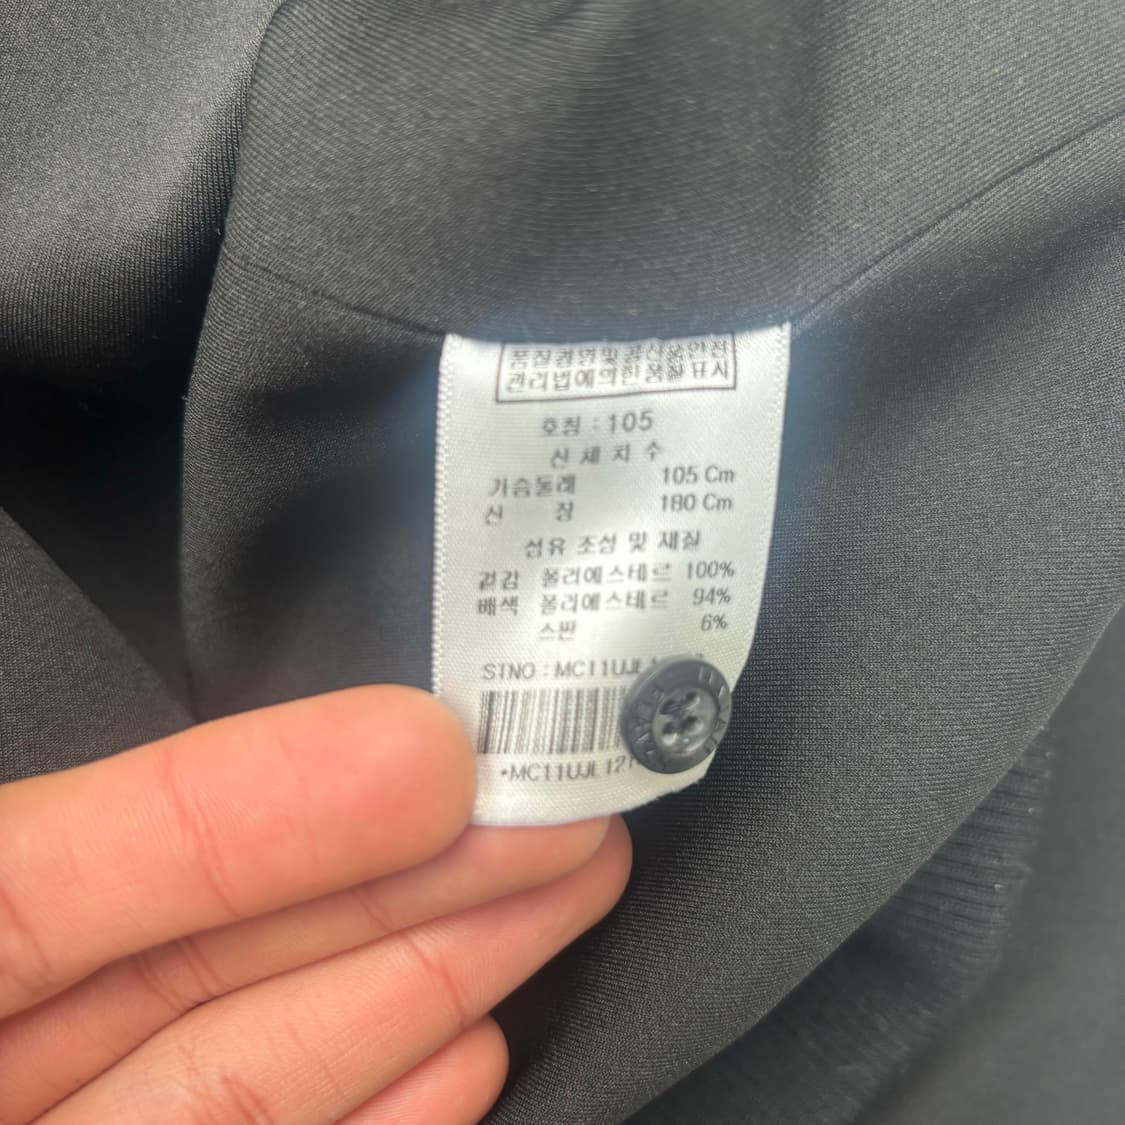 품질경영및공산품안전
관리법에의한품질표시
호칭 : 105
신 체 치 수
가슴둘레 105 Cm
신 장 180 Cm
섬유 조성 및 재질
겉감 폴리에스테르 100%
배색 폴리에스테르 94%
스판 6%
STNO : MC11UJL
*MC11UJL12